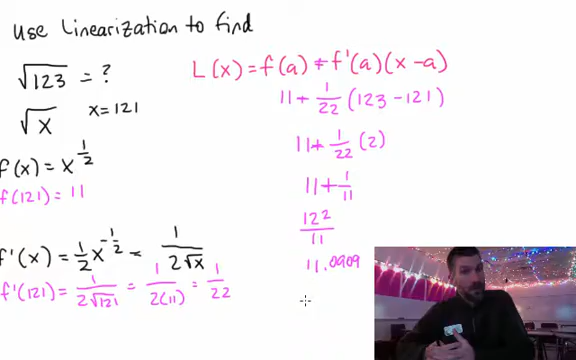 use Linearization to find
√123 = ?
√x x=121
f(x) = x^1/2
f(121) = 11
f'(x) = 1/2 x^-1/2 = 1/(2√x)
f'(121) = 1/(2√121) = 1/(2(11)) = 1/22
L(x) = f(a) + f'(a)(x-a)
11 + 1/22 (123-121)
11 + 1/22 (2)
11 + 1/11
122/11
11.0909